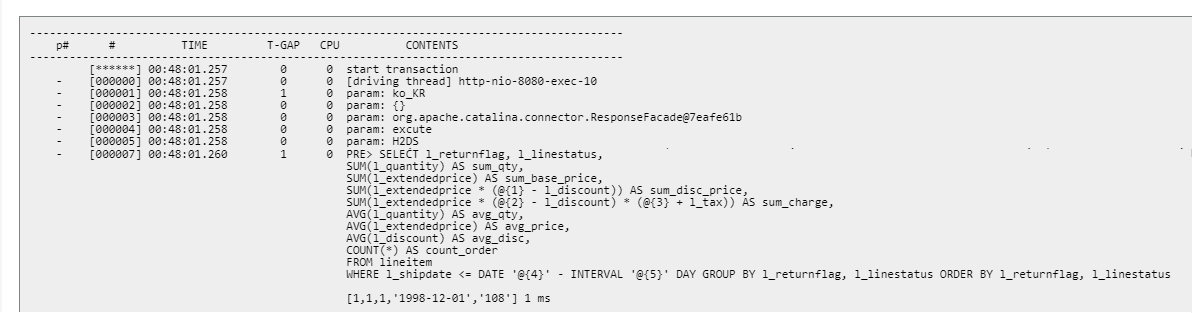 ------------------------------------------------------------------------------------------
p# # TIME T-GAP CPU CONTENTS
------------------------------------------------------------------------------------------
[******] 00:48:01.257 0 0 start transaction
- [000000] 00:48:01.257 0 0 [driving thread] http-nio-8080-exec-10
- [000001] 00:48:01.258 1 0 param: ko_KR
- [000002] 00:48:01.258 0 0 param: {}
- [000003] 00:48:01.258 0 0 param: org.apache.catalina.connector.ResponseFacade@7eafe61b
- [000004] 00:48:01.258 0 0 param: excute
- [000005] 00:48:01.258 0 0 param: H2DS
- [000007] 00:48:01.260 1 0 PRE> SELECT l_returnflag, l_linestatus,
SUM(l_quantity) AS sum_qty,
SUM(l_extendedprice) AS sum_base_price,
SUM(l_extendedprice * (@{1} - l_discount)) AS sum_disc_price,
SUM(l_extendedprice * (@{2} - l_discount) * (@{3} + l_tax)) AS sum_charge,
AVG(l_quantity) AS avg_qty,
AVG(l_extendedprice) AS avg_price,
AVG(l_discount) AS avg_disc,
COUNT(*) AS count_order
FROM lineitem
WHERE l_shipdate <= DATE '@{4}' - INTERVAL '@{5}' DAY GROUP BY l_returnflag, l_linestatus ORDER BY l_returnflag, l_linestatus
[1,1,1,'1998-12-01','108'] 1 ms